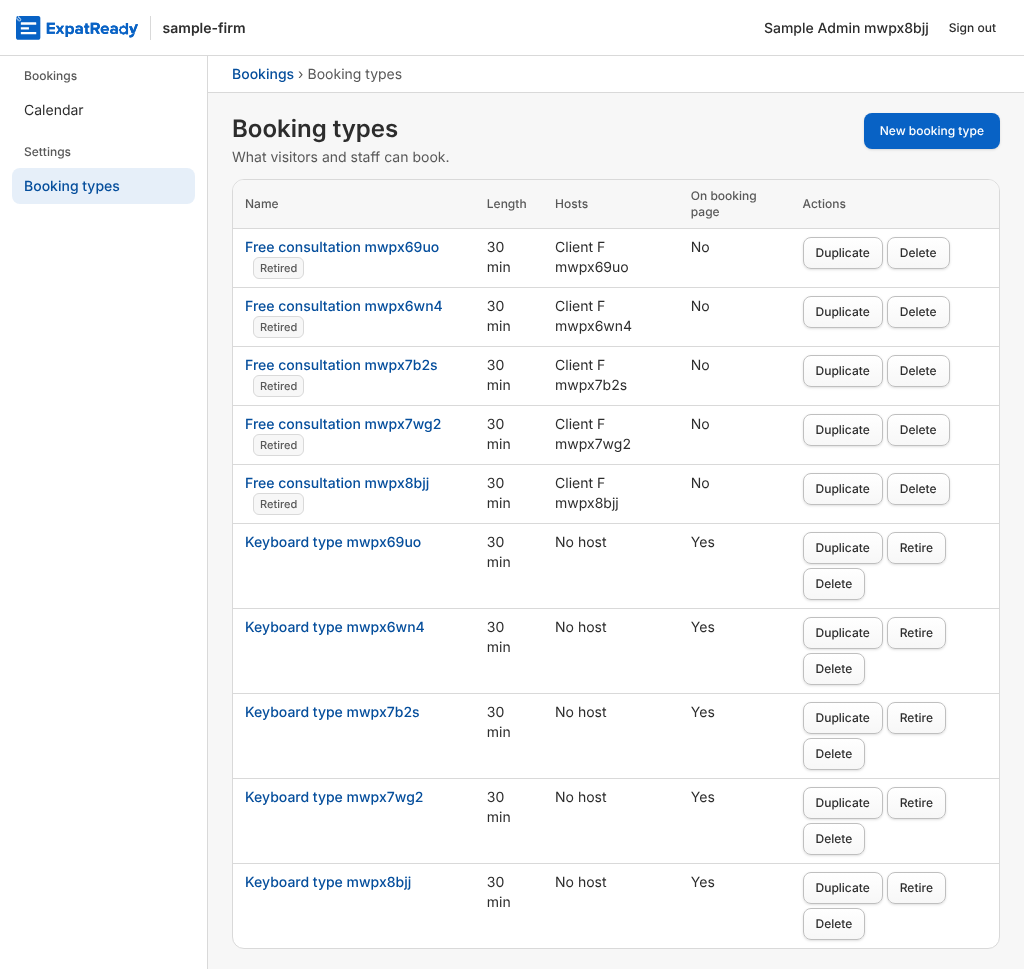 ExpatReady
sample-firm
Sample Admin mwpx8bjj
Sign out
Bookings
Calendar
Settings
Booking types
Bookings › Booking types
Booking types
What visitors and staff can book.
New booking type
Name Length Hosts On booking page Actions
Free consultation mwpx69uo Retired 30 min Client F mwpx69uo No Duplicate Delete
Free consultation mwpx6wn4 Retired 30 min Client F mwpx6wn4 No Duplicate Delete
Free consultation mwpx7b2s Retired 30 min Client F mwpx7b2s No Duplicate Delete
Free consultation mwpx7wg2 Retired 30 min Client F mwpx7wg2 No Duplicate Delete
Free consultation mwpx8bjj Retired 30 min Client F mwpx8bjj No Duplicate Delete
Keyboard type mwpx69uo 30 min No host Yes Duplicate Retire Delete
Keyboard type mwpx6wn4 30 min No host Yes Duplicate Retire Delete
Keyboard type mwpx7b2s 30 min No host Yes Duplicate Retire Delete
Keyboard type mwpx7wg2 30 min No host Yes Duplicate Retire Delete
Keyboard type mwpx8bjj 30 min No host Yes Duplicate Retire Delete